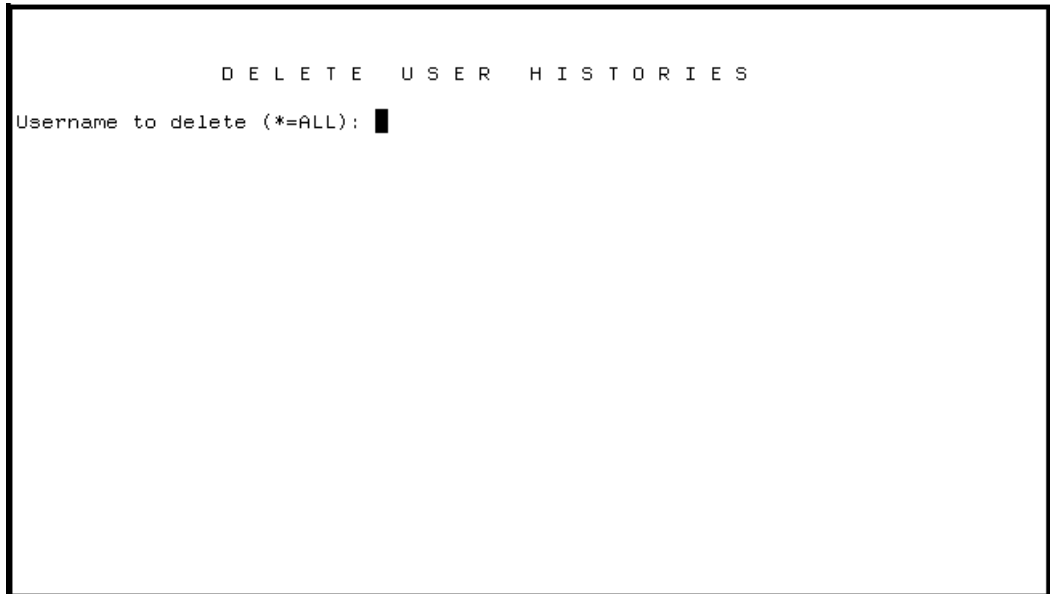 D E L E T E   U S E R   H I S T O R I E S
Username to delete (*=ALL):